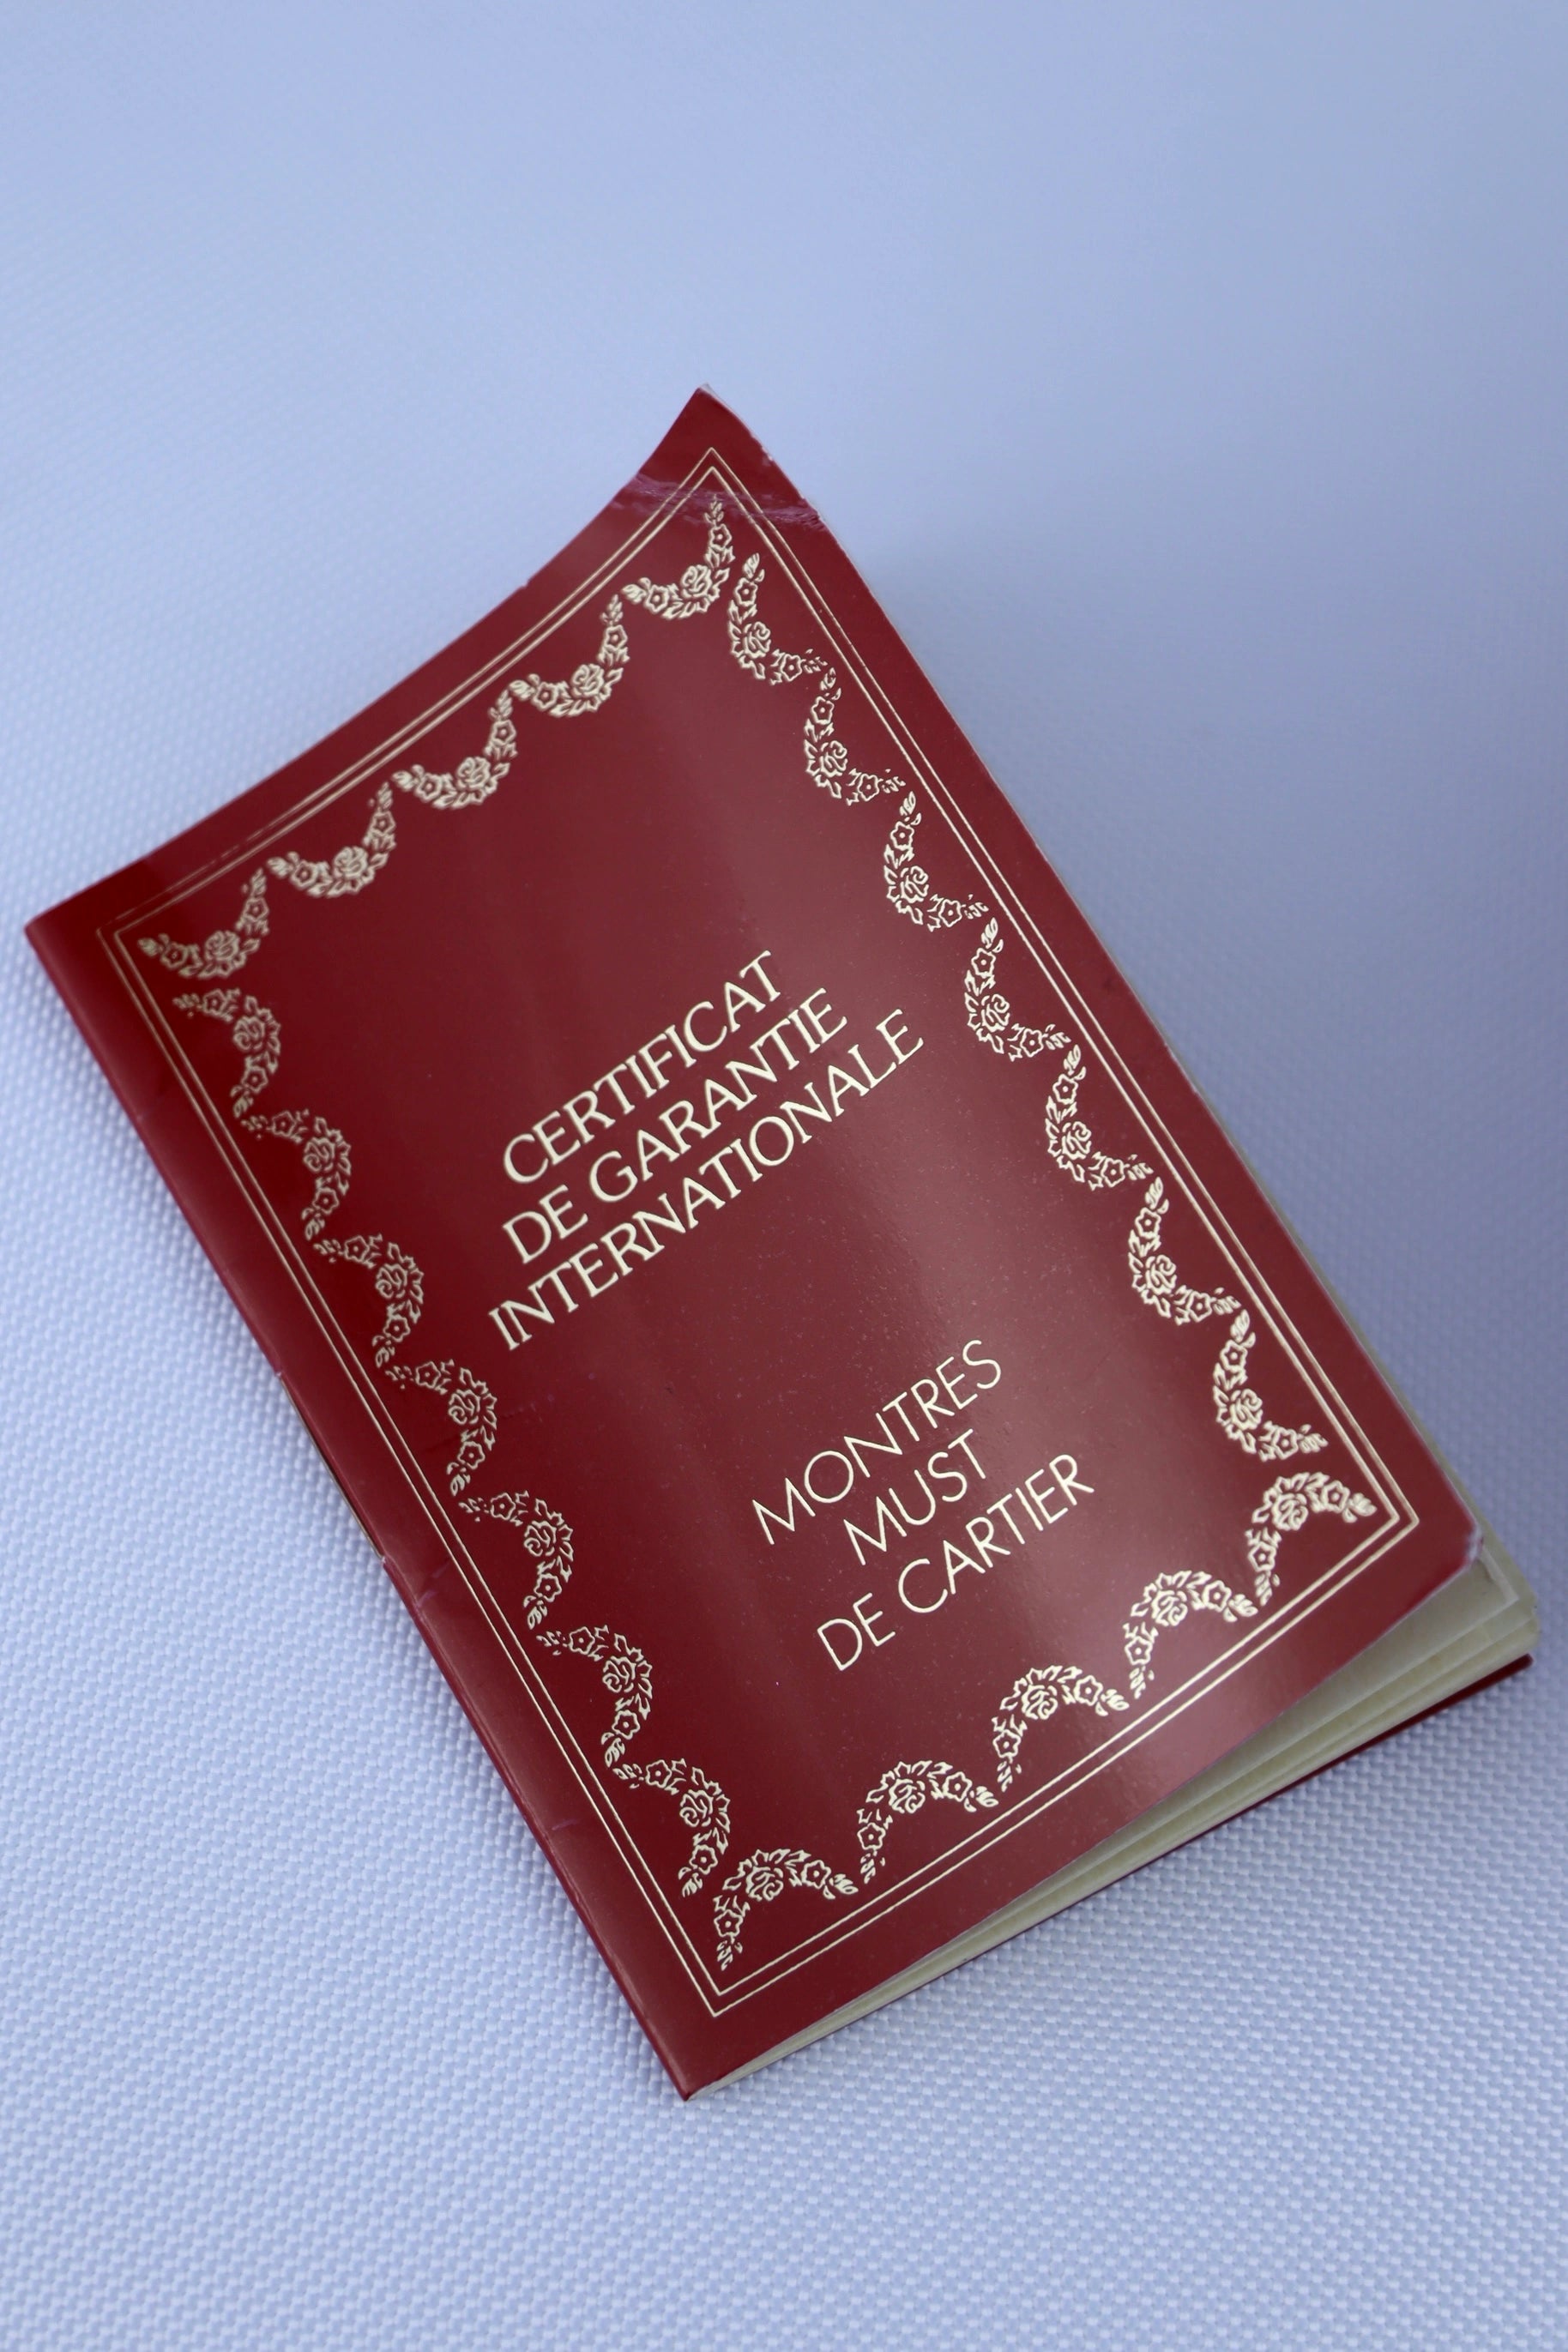 CERTIFICAT
DE GARANTIE
INTERNATIONALE
MONTRES
MUST
DE CARTIER